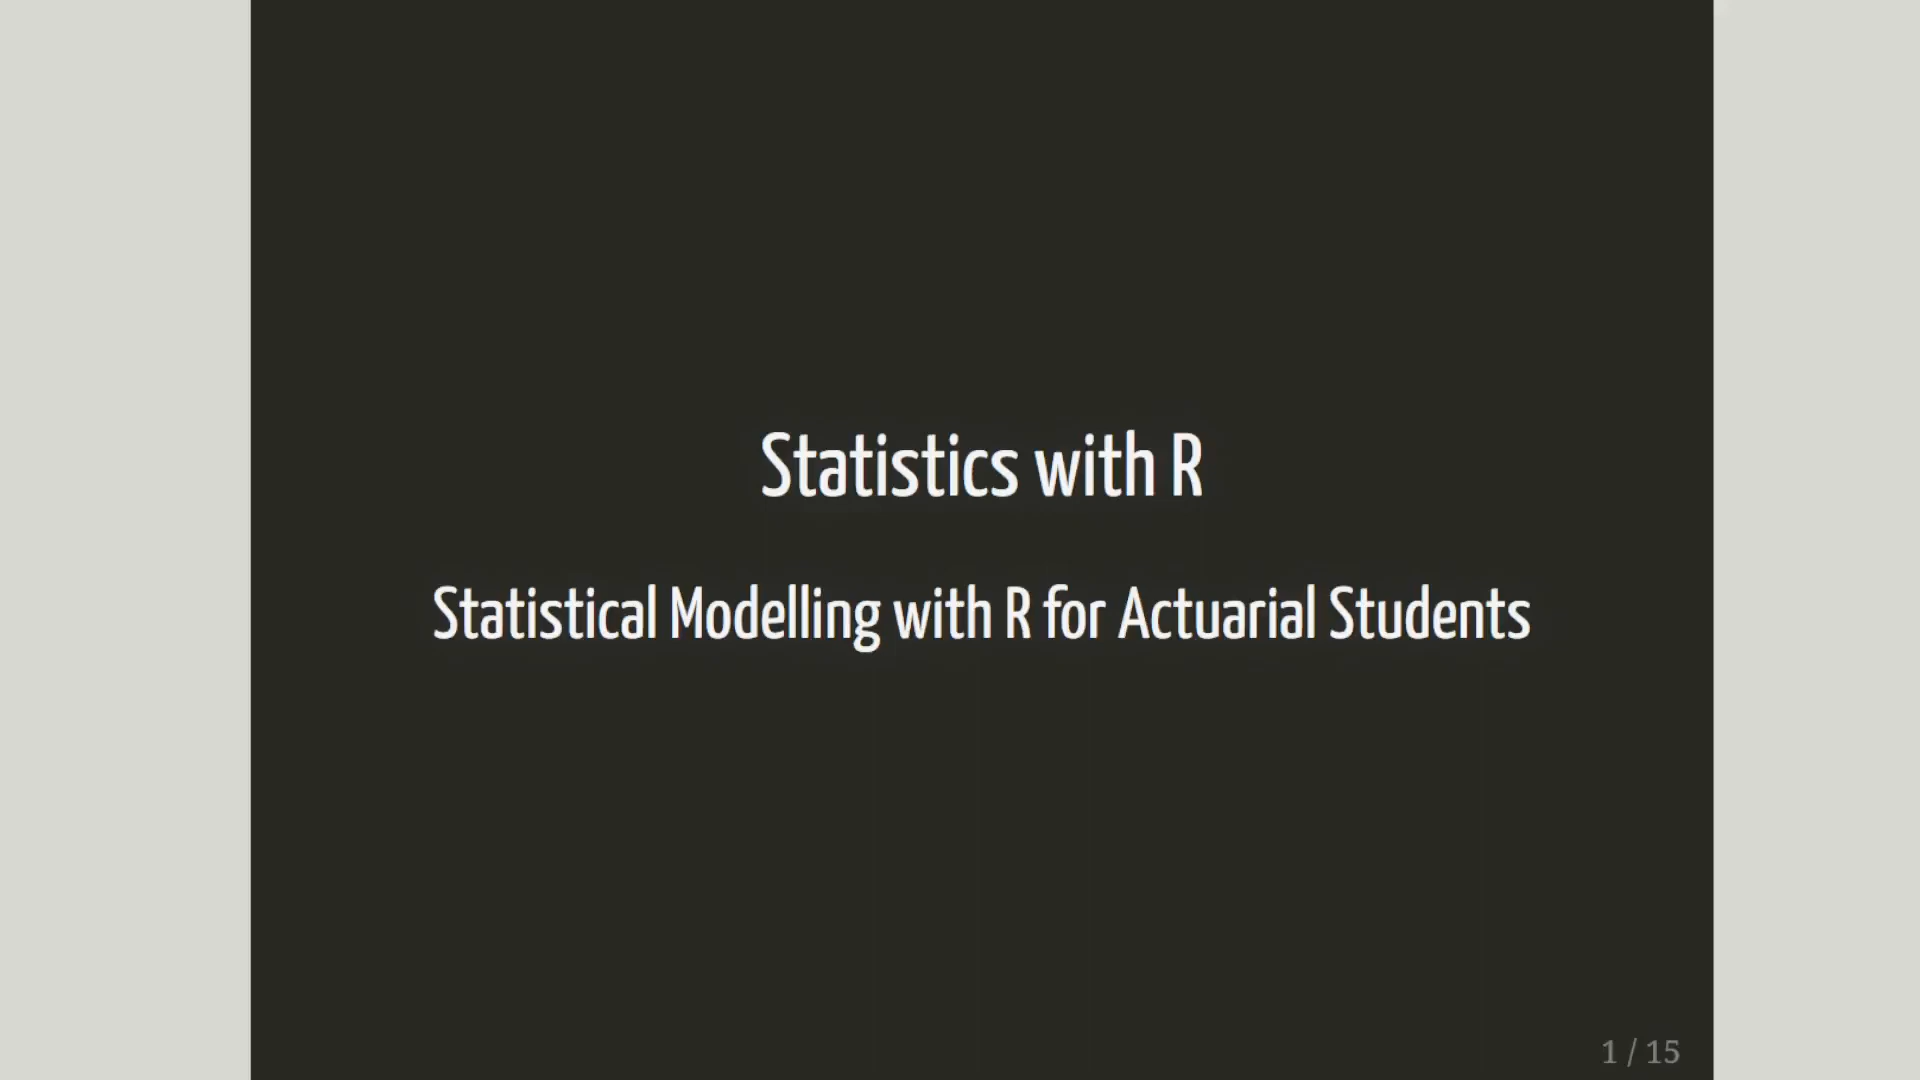 Statistics with R
Statistical Modelling with R for Actuarial Students
1 / 15